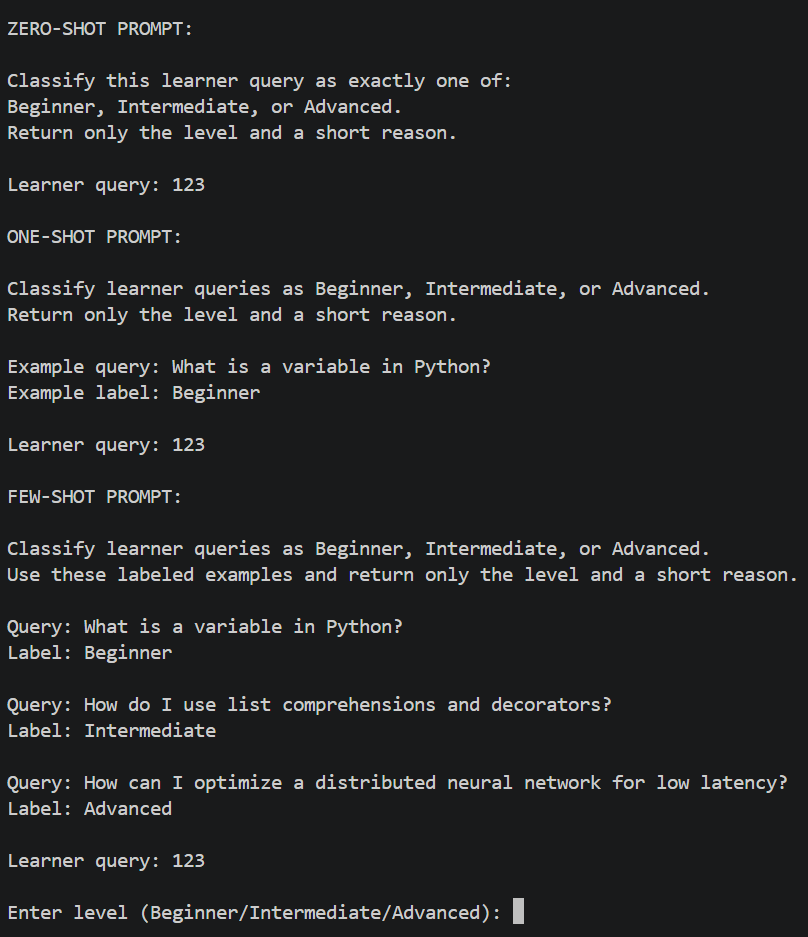 ZERO-SHOT PROMPT:
Classify this learner query as exactly one of:
Beginner, Intermediate, or Advanced.
Return only the level and a short reason.
Learner query: 123
ONE-SHOT PROMPT:
Classify learner queries as Beginner, Intermediate, or Advanced.
Return only the level and a short reason.
Example query: What is a variable in Python?
Example label: Beginner
Learner query: 123
FEW-SHOT PROMPT:
Classify learner queries as Beginner, Intermediate, or Advanced.
Use these labeled examples and return only the level and a short reason.
Query: What is a variable in Python?
Label: Beginner
Query: How do I use list comprehensions and decorators?
Label: Intermediate
Query: How can I optimize a distributed neural network for low latency?
Label: Advanced
Learner query: 123
Enter level (Beginner/Intermediate/Advanced):